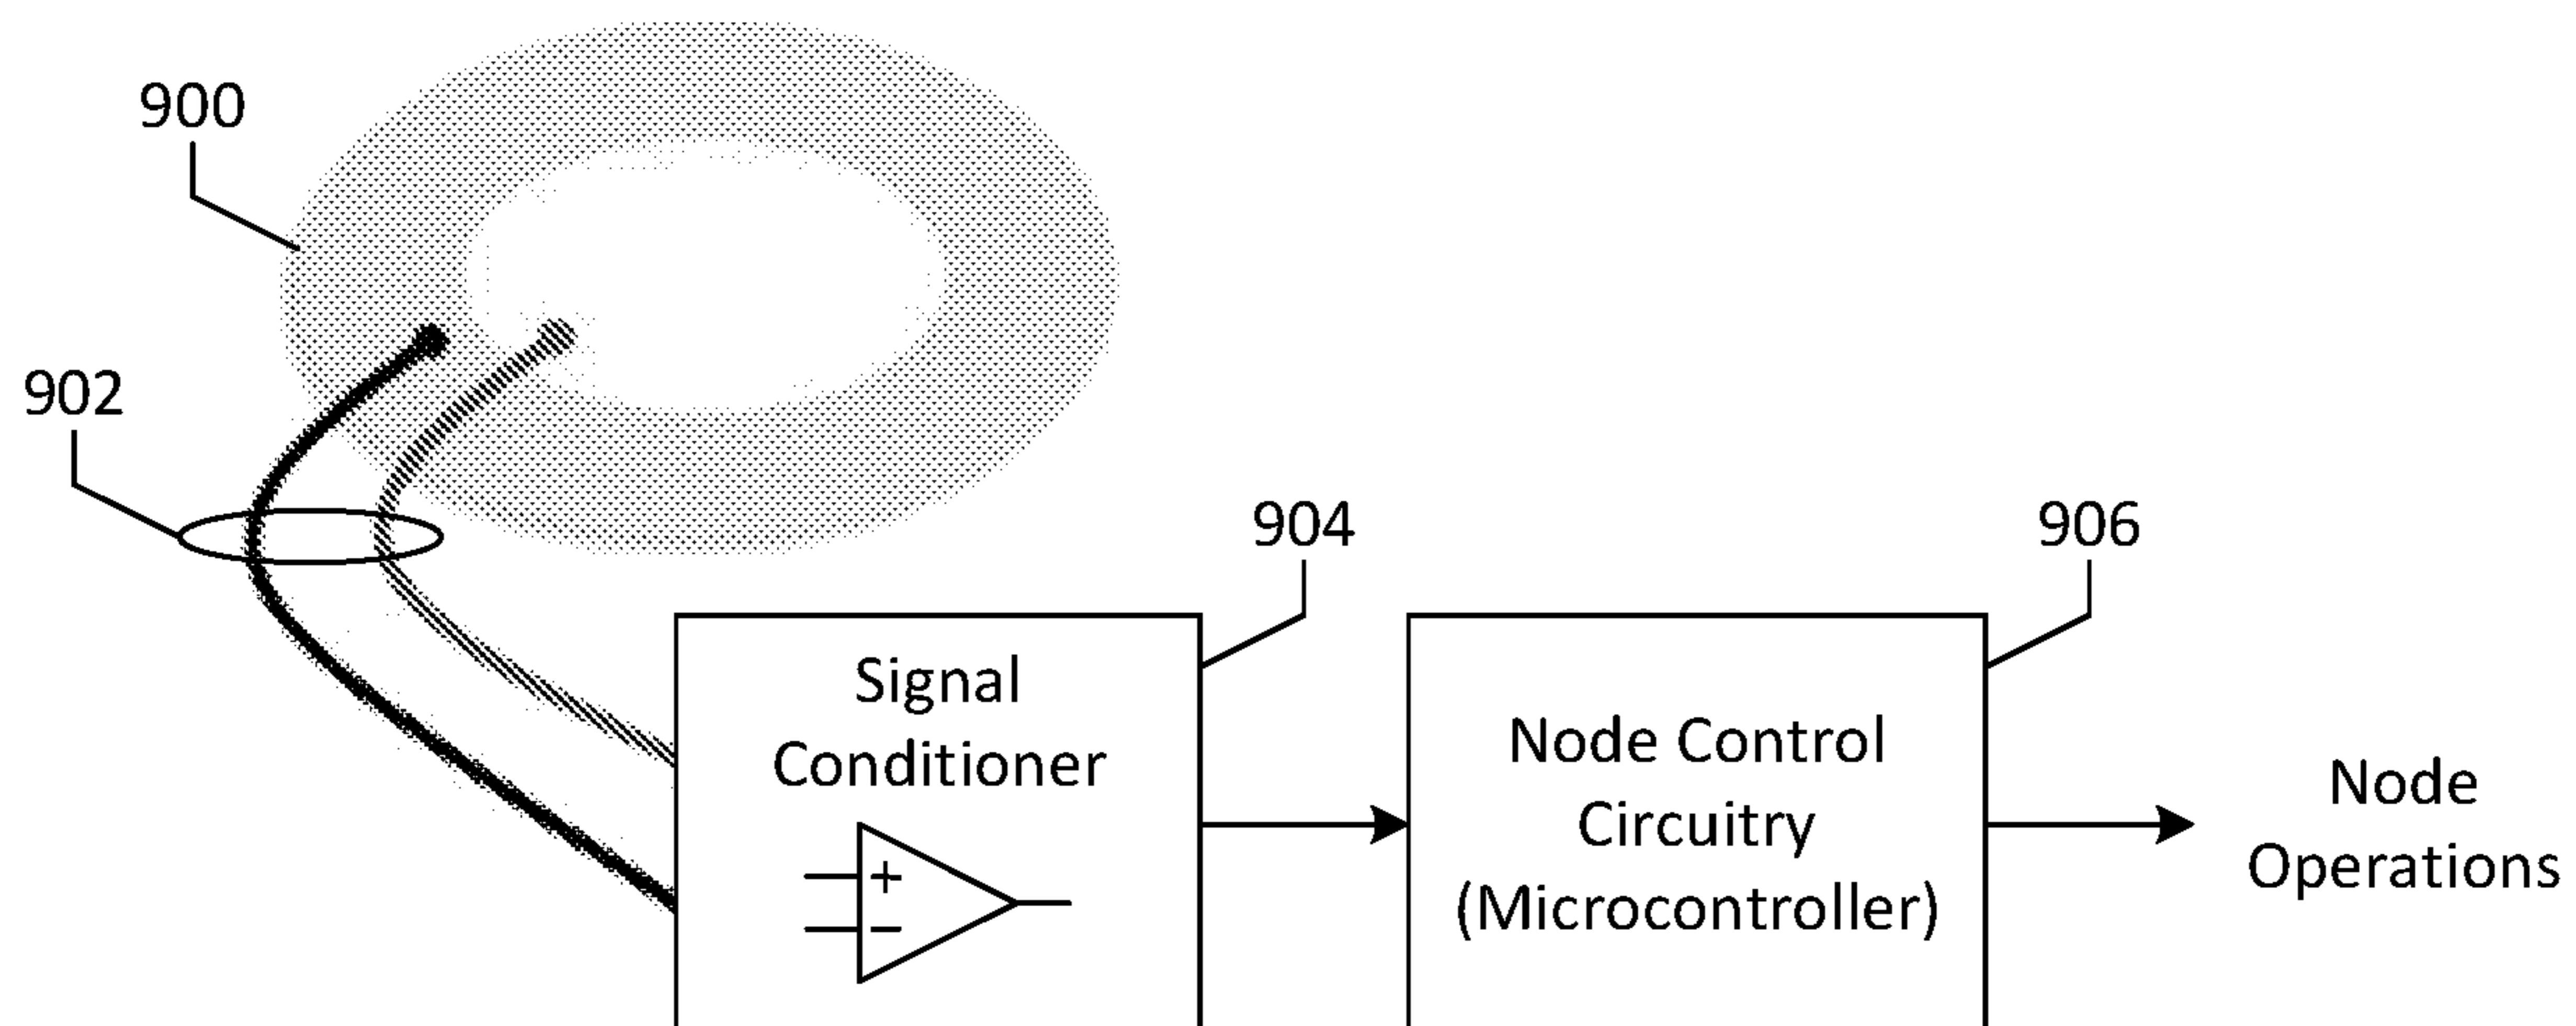 900
902
904
906
Signal
Conditioner
+
−
Node Control
Circuitry
(Microcontroller)
Node
Operations